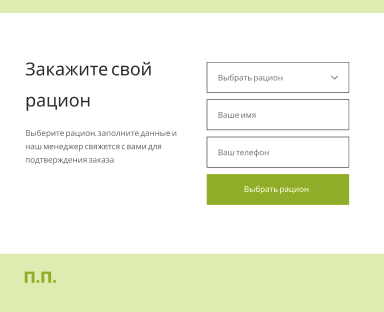 Закажите свой
рацион
Выберите рацион, заполните данные и
наш менеджер свяжется с вами для
подтверждения заказа
Выбрать рацион
Ваше имя
Ваш телефон
Выбрать рацион
п.п.